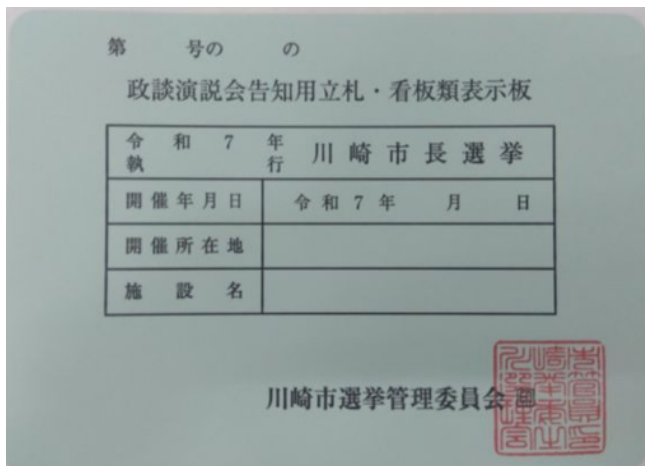 第　　　号の　　　の
政談演説会告知用立札・看板類表示板
令和7年執行 川崎市長選挙
開催年月日 令和7年　　月　　日
開催所在地
施設名
川崎市選挙管理委員会